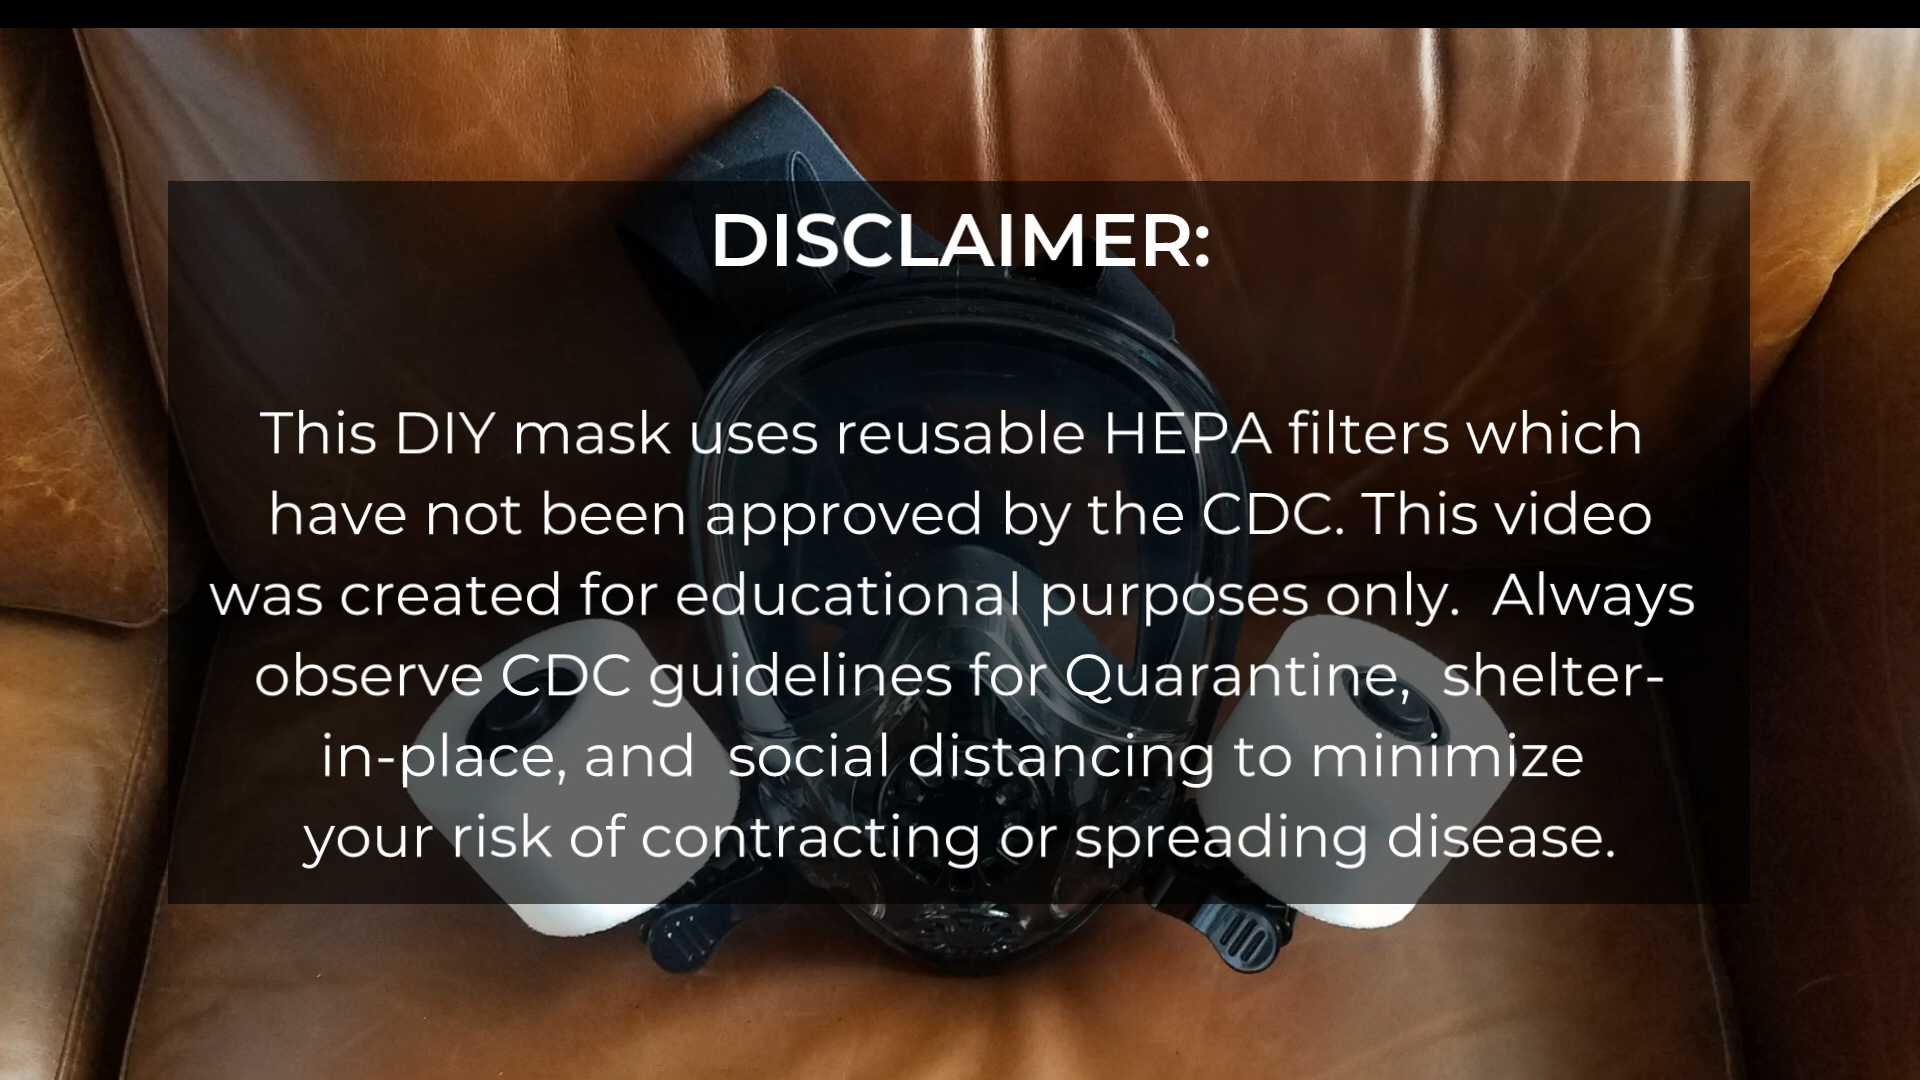 DISCLAIMER:
This DIY mask uses reusable HEPA filters which
have not been approved by the CDC. This video
was created for educational purposes only.  Always
observe CDC guidelines for Quarantine,  shelter-
in-place, and  social distancing to minimize
your risk of contracting or spreading disease.